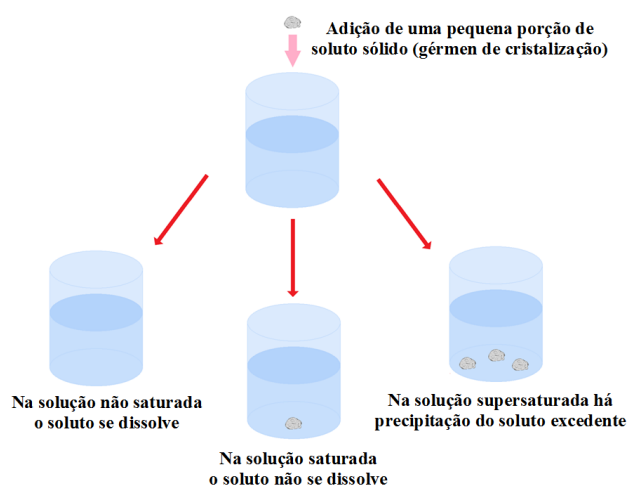 Adição de uma pequena porção de
soluto sólido (gérmen de cristalização)
Na solução não saturada
o soluto se dissolve
Na solução saturada
o soluto não se dissolve
Na solução supersaturada há
precipitação do soluto excedente